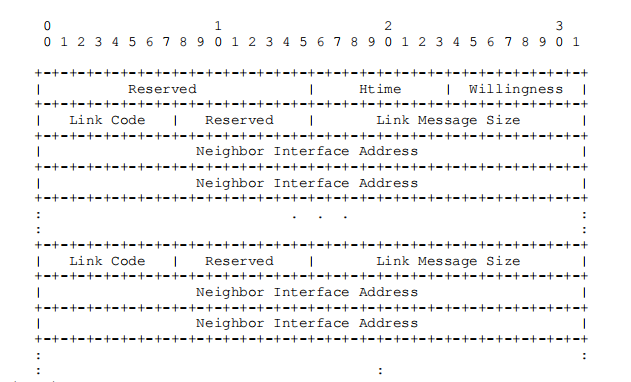 0                   1                   2                   3
0 1 2 3 4 5 6 7 8 9 0 1 2 3 4 5 6 7 8 9 0 1 2 3 4 5 6 7 8 9 0 1
+-+-+-+-+-+-+-+-+-+-+-+-+-+-+-+-+-+-+-+-+-+-+-+-+-+-+-+-+-+-+-+-+
|          Reserved             |     Htime     |  Willingness  |
+-+-+-+-+-+-+-+-+-+-+-+-+-+-+-+-+-+-+-+-+-+-+-+-+-+-+-+-+-+-+-+-+
|   Link Code   |   Reserved    |       Link Message Size       |
+-+-+-+-+-+-+-+-+-+-+-+-+-+-+-+-+-+-+-+-+-+-+-+-+-+-+-+-+-+-+-+-+
|                  Neighbor Interface Address                   |
+-+-+-+-+-+-+-+-+-+-+-+-+-+-+-+-+-+-+-+-+-+-+-+-+-+-+-+-+-+-+-+-+
|                  Neighbor Interface Address                   |
+-+-+-+-+-+-+-+-+-+-+-+-+-+-+-+-+-+-+-+-+-+-+-+-+-+-+-+-+-+-+-+-+
:                             .  .  .                           :
:                                                               :
+-+-+-+-+-+-+-+-+-+-+-+-+-+-+-+-+-+-+-+-+-+-+-+-+-+-+-+-+-+-+-+-+
|   Link Code   |   Reserved    |       Link Message Size       |
+-+-+-+-+-+-+-+-+-+-+-+-+-+-+-+-+-+-+-+-+-+-+-+-+-+-+-+-+-+-+-+-+
|                  Neighbor Interface Address                   |
+-+-+-+-+-+-+-+-+-+-+-+-+-+-+-+-+-+-+-+-+-+-+-+-+-+-+-+-+-+-+-+-+
|                  Neighbor Interface Address                   |
+-+-+-+-+-+-+-+-+-+-+-+-+-+-+-+-+-+-+-+-+-+-+-+-+-+-+-+-+-+-+-+-+
:                                                               :
:                                       :